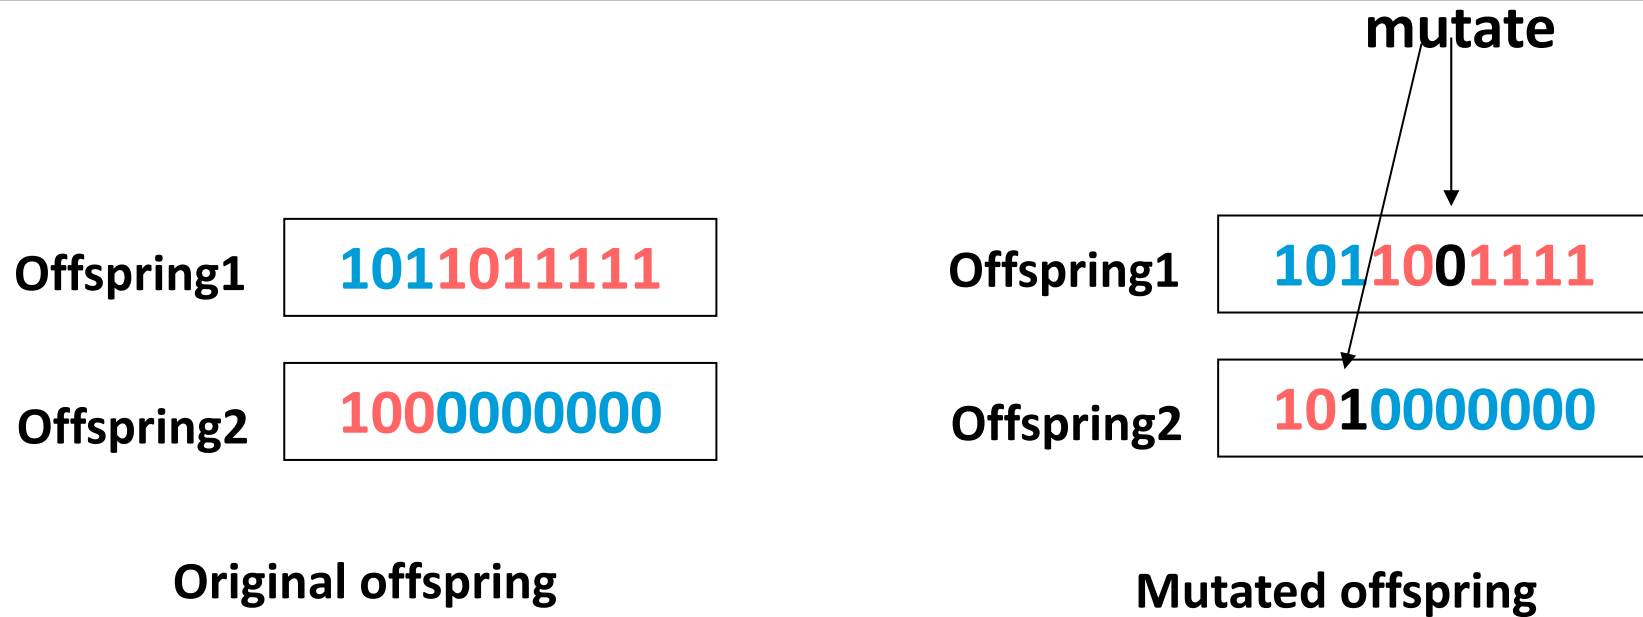 mutate
Offspring1 1011011111 Offspring1 1011001111
Offspring2 1000000000 Offspring2 1010000000
Original offspring Mutated offspring